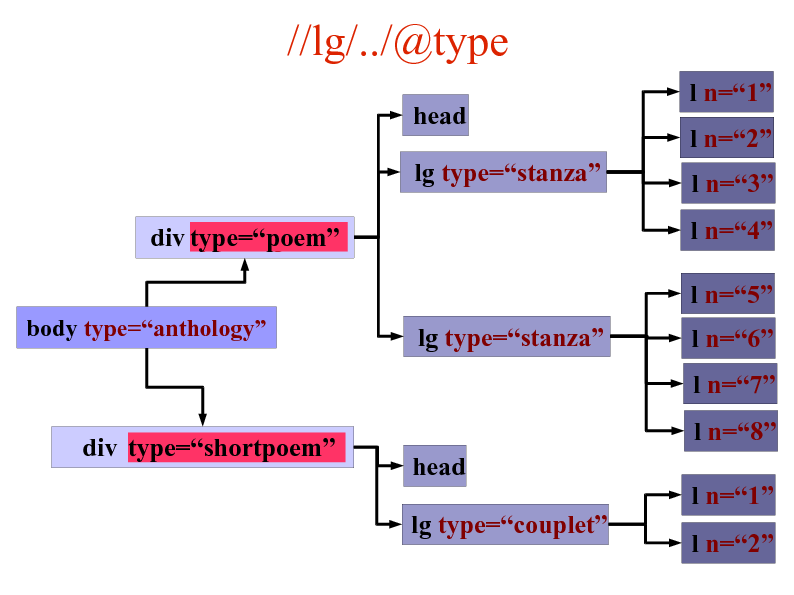 //lg/../@type
body type=“anthology”
div type=“poem”
head
lg type=“stanza”
l n=“1”
l n=“2”
l n=“3”
l n=“4”
lg type=“stanza”
l n=“5”
l n=“6”
l n=“7”
l n=“8”
div type=“shortpoem”
head
lg type=“couplet”
l n=“1”
l n=“2”